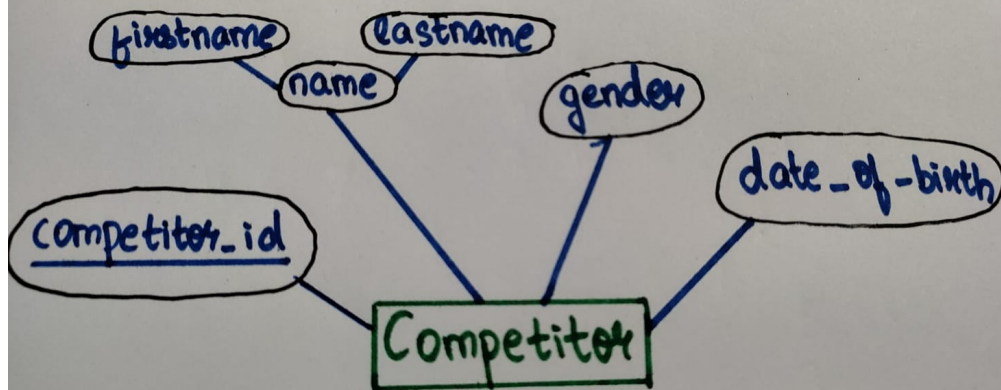 firstname
lastname
name
gender
date_of_birth
competitor_id
Competitor